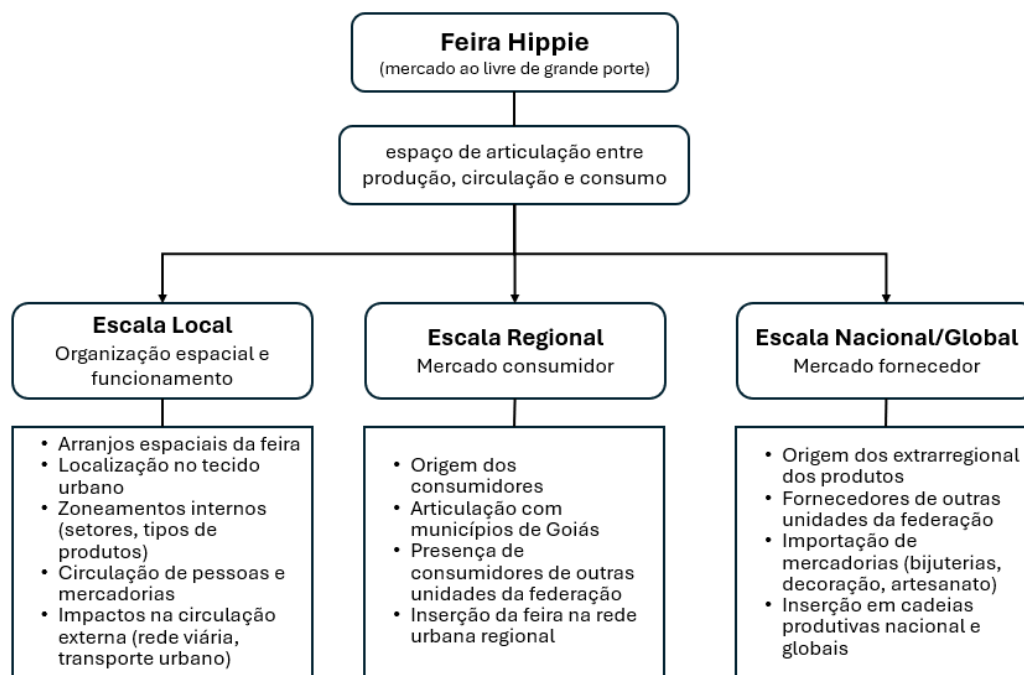 Feira Hippie
(mercado ao livre de grande porte)
espaço de articulação entre
produção, circulação e consumo
Escala Local
Organização espacial e
funcionamento
Escala Regional
Mercado consumidor
Escala Nacional/Global
Mercado fornecedor
• Arranjos espaciais da feira
• Localização no tecido
urbano
• Zoneamentos internos
(setores, tipos de
produtos)
• Circulação de pessoas e
mercadorias
• Impactos na circulação
externa (rede viária,
transporte urbano)
• Origem dos
consumidores
• Articulação com
municípios de Goiás
• Presença de
consumidores de outras
unidades da federação
• Inserção da feira na rede
urbana regional
• Origem dos extrarregional
dos produtos
• Fornecedores de outras
unidades da federação
• Importação de
mercadorias (bijuterias,
decoração, artesanato)
• Inserção em cadeias
produtivas nacional e
globais